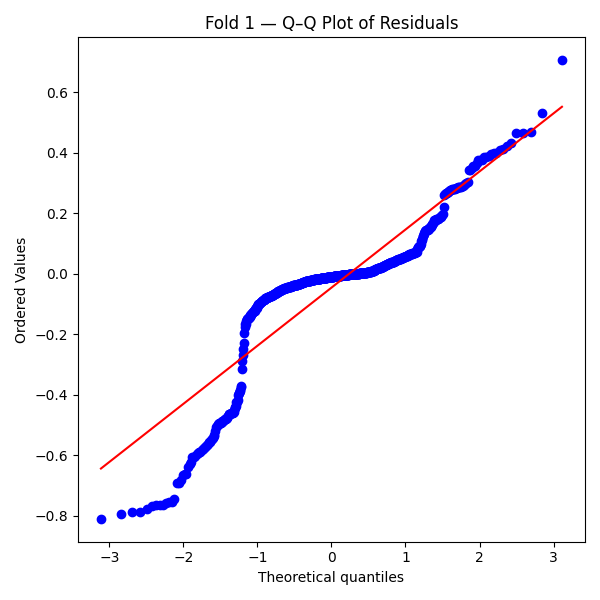 Fold 1 — Q–Q Plot of Residuals
Ordered Values
0.6
0.4
0.2
0.0
−0.2
−0.4
−0.6
−0.8
−3 −2 −1 0 1 2 3
Theoretical quantiles